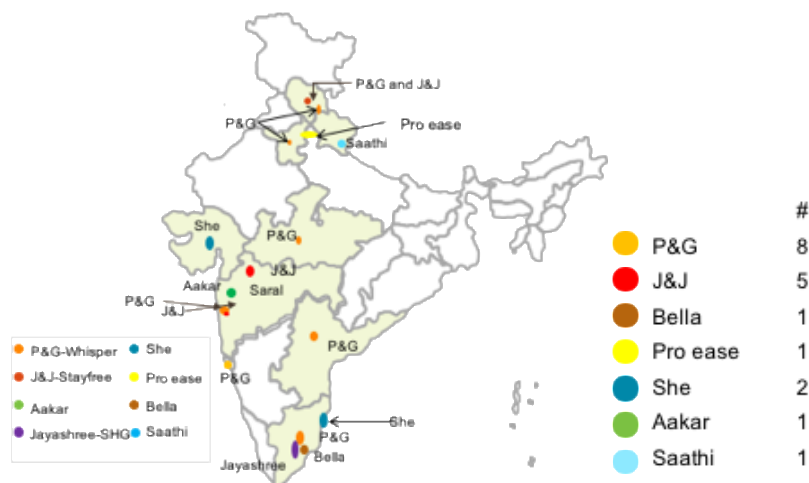 P&G and J&J
P&G
Pro ease
Saathi
She
P&G
J&J
Aakar
Saral
P&G
J&J
P&G
P&G
She
P&G
Jayashree
Bella
P&G-Whisper
She
J&J-Stayfree
Pro ease
Aakar
Bella
Jayashree-SHG
Saathi
#
P&G 8
J&J 5
Bella 1
Pro ease 1
She 2
Aakar 1
Saathi 1